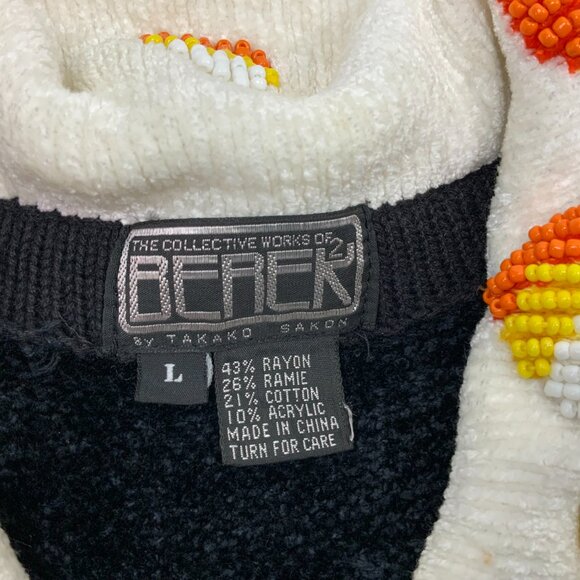 THE COLLECTIVE WORKS OF
BEREK 2
BY TAKAKO SAKON
L
43% RAYON
26% RAMIE
21% COTTON
10% ACRYLIC
MADE IN CHINA
TURN FOR CARE